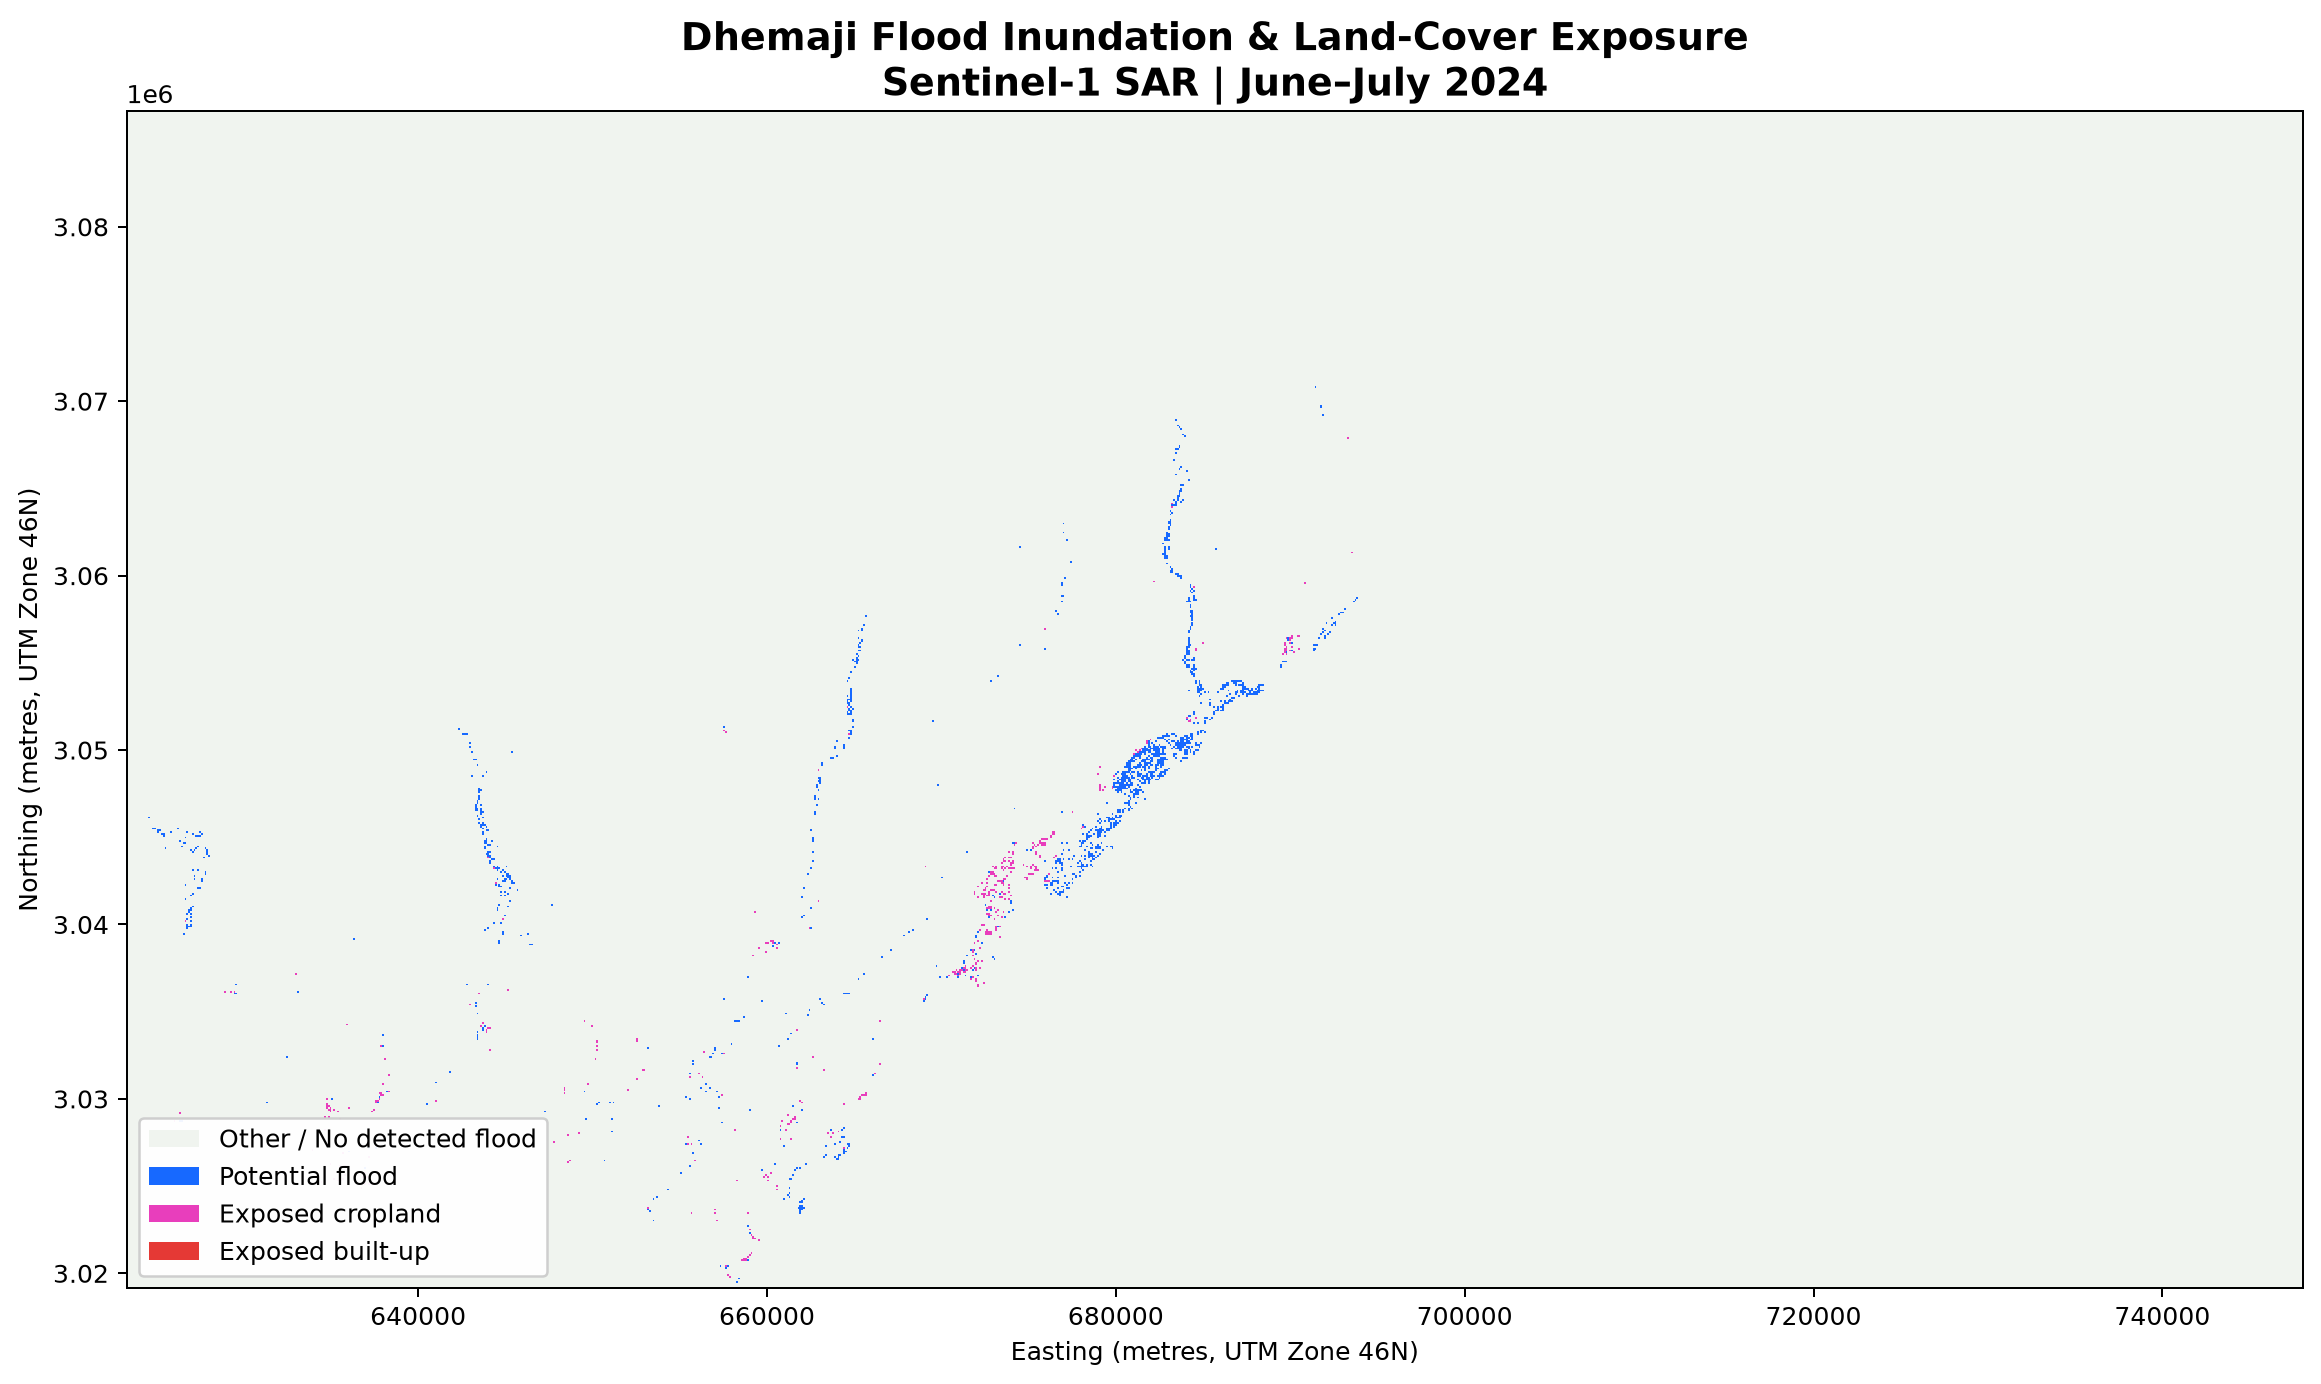 Dhemaji Flood Inundation & Land-Cover Exposure
Sentinel-1 SAR | June–July 2024
1e6
3.08
3.07
3.06
3.05
3.04
3.03
3.02
Northing (metres, UTM Zone 46N)
Other / No detected flood
Potential flood
Exposed cropland
Exposed built-up
640000 660000 680000 700000 720000 740000
Easting (metres, UTM Zone 46N)